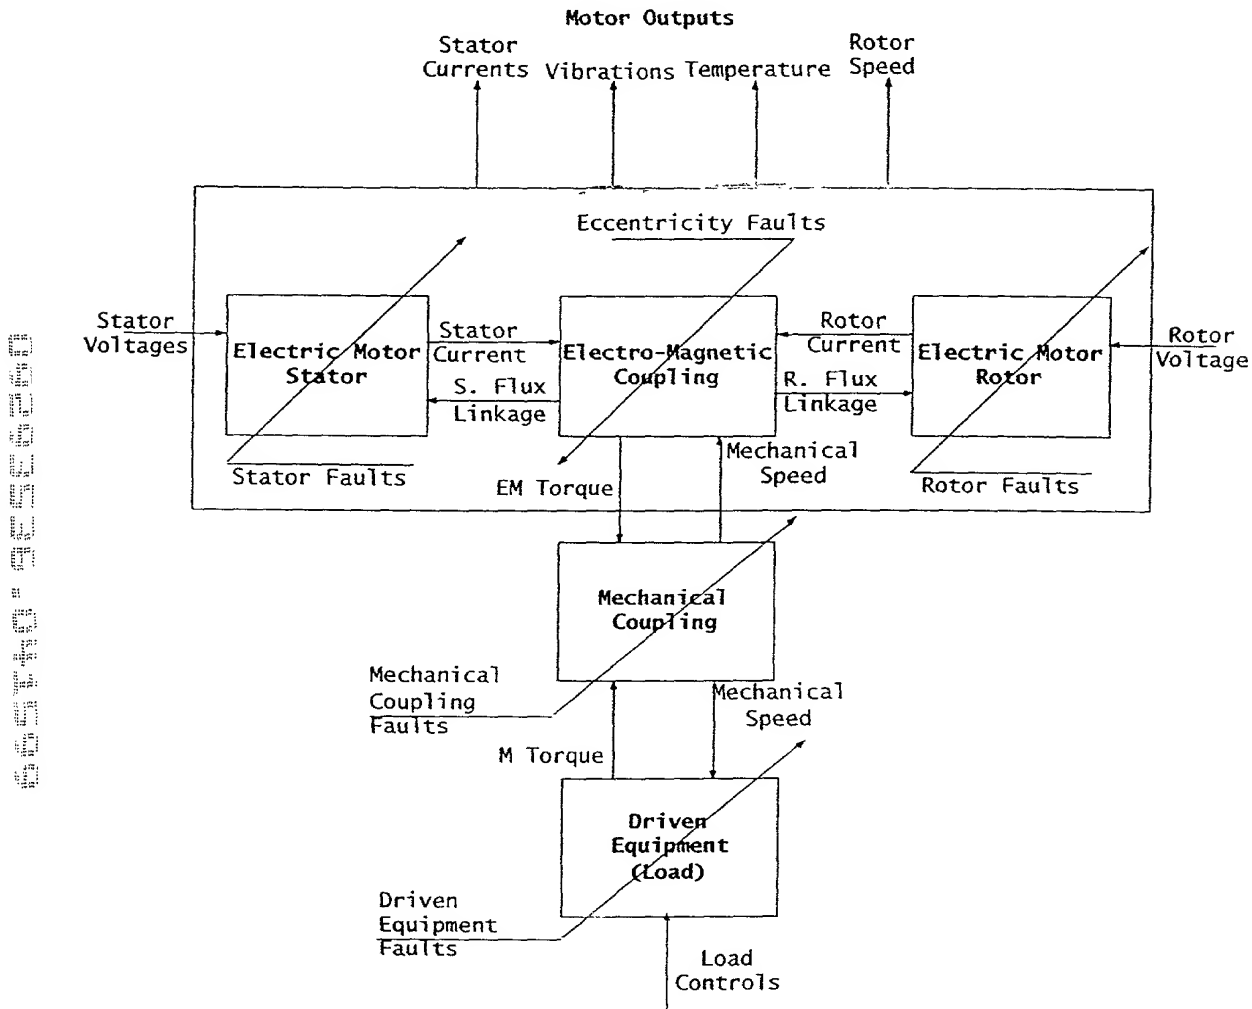 Motor Outputs
Stator
Currents
Vibrations
Temperature
Rotor
Speed
Eccentricity Faults
Stator
Voltages
Electric Motor
Stator
Stator
Current
S. Flux
Linkage
Electro-Magnetic
Coupling
Rotor
Current
R. Flux
Linkage
Electric Motor
Rotor
Rotor
Voltage
Stator Faults
EM Torque
Mechanical
Speed
Rotor Faults
Mechanical
Coupling
Mechanical
Coupling
Faults
Mechanical
Speed
M Torque
Driven
Equipment
(Load)
Driven
Equipment
Faults
Load
Controls